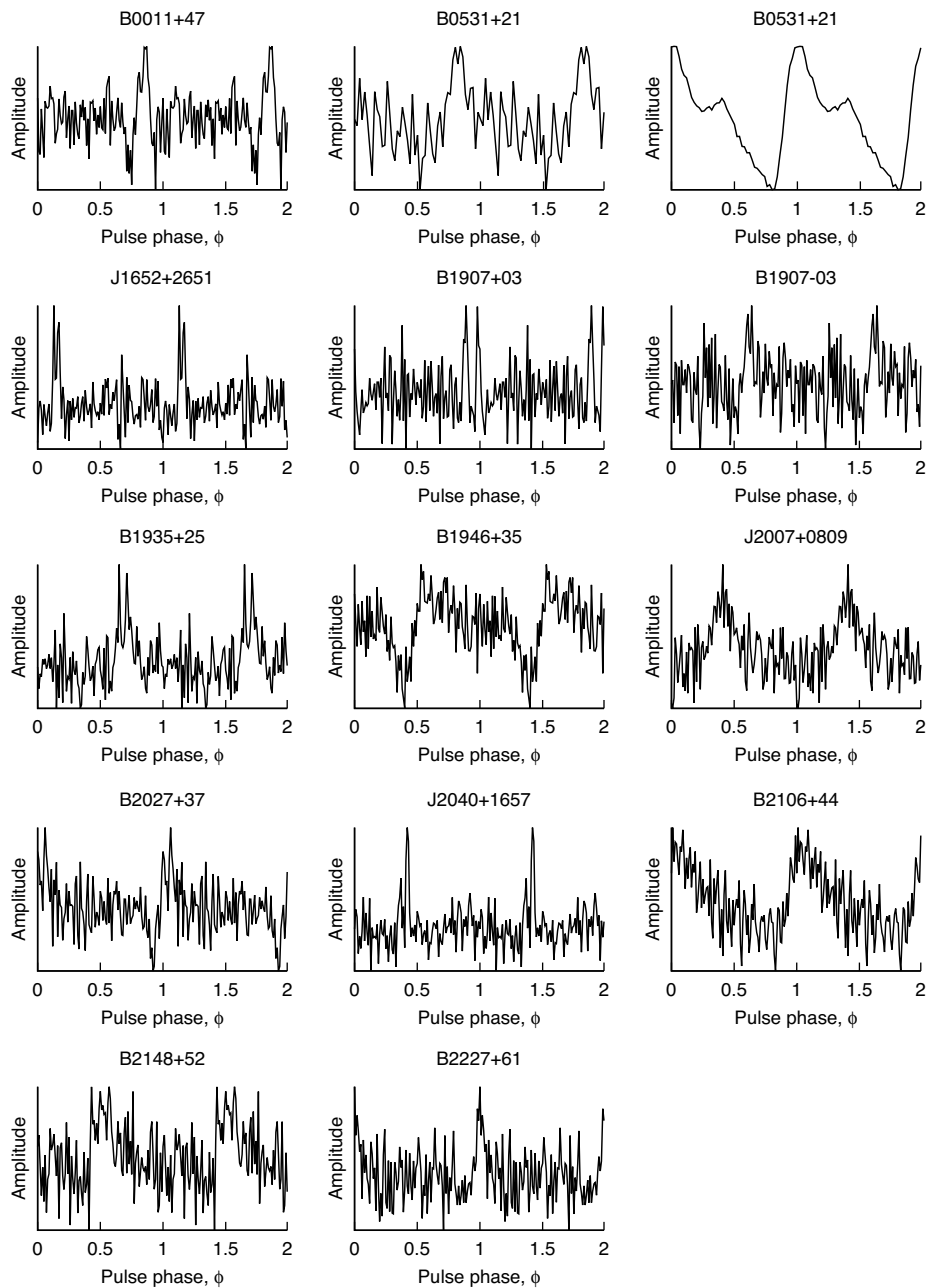 B0011+47
Amplitude
0 0.5 1 1.5 2
Pulse phase, ϕ
B0531+21
Amplitude
0 0.5 1 1.5 2
Pulse phase, ϕ
B0531+21
Amplitude
0 0.5 1 1.5 2
Pulse phase, ϕ
J1652+2651
Amplitude
0 0.5 1 1.5 2
Pulse phase, ϕ
B1907+03
Amplitude
0 0.5 1 1.5 2
Pulse phase, ϕ
B1907-03
Amplitude
0 0.5 1 1.5 2
Pulse phase, ϕ
B1935+25
Amplitude
0 0.5 1 1.5 2
Pulse phase, ϕ
B1946+35
Amplitude
0 0.5 1 1.5 2
Pulse phase, ϕ
J2007+0809
Amplitude
0 0.5 1 1.5 2
Pulse phase, ϕ
B2027+37
Amplitude
0 0.5 1 1.5 2
Pulse phase, ϕ
J2040+1657
Amplitude
0 0.5 1 1.5 2
Pulse phase, ϕ
B2106+44
Amplitude
0 0.5 1 1.5 2
Pulse phase, ϕ
B2148+52
Amplitude
0 0.5 1 1.5 2
Pulse phase, ϕ
B2227+61
Amplitude
0 0.5 1 1.5 2
Pulse phase, ϕ